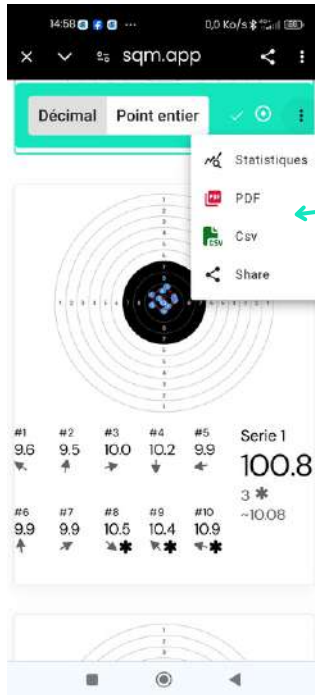 14:58 ... 0,0 Ko/s
sqm.app
Décimal Point entier
Statistiques
PDF
CSV Csv
Share
#1 #2 #3 #4 #5 Serie 1
9.6 9.5 10.0 10.2 9.9 100.8
3 *
~10.08
#6 #7 #8 #9 #10
9.9 9.9 10.5 10.4 10.9